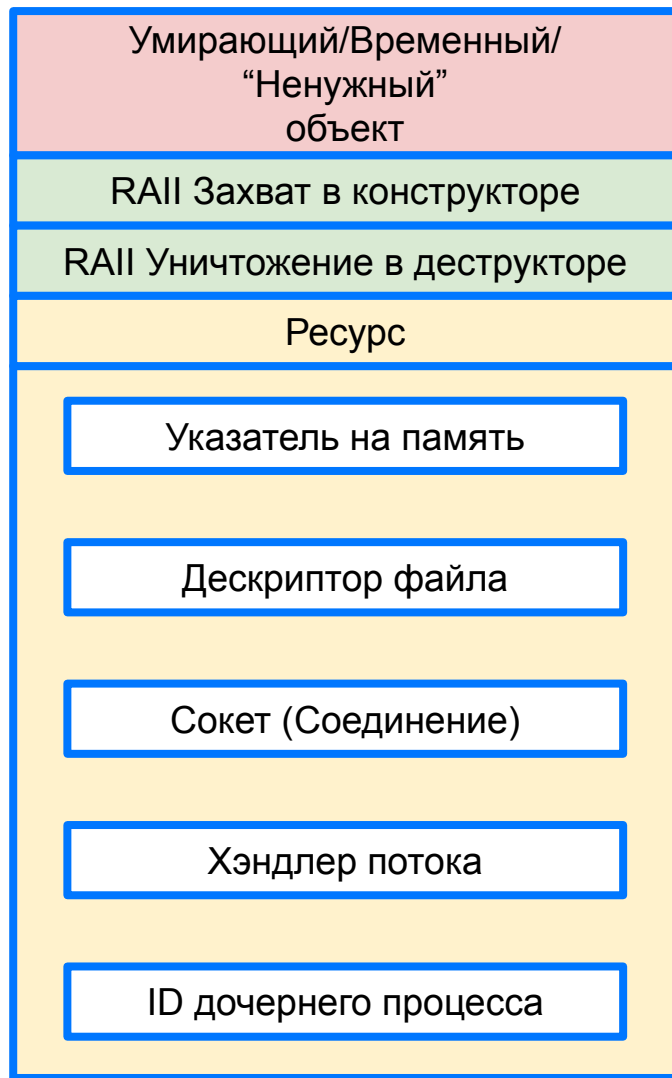 Умирающий/Временный/
“Ненужный”
объект
RAII Захват в конструкторе
RAII Уничтожение в деструкторе
Ресурс
Указатель на память
Дескриптор файла
Сокет (Соединение)
Хэндлер потока
ID дочернего процесса